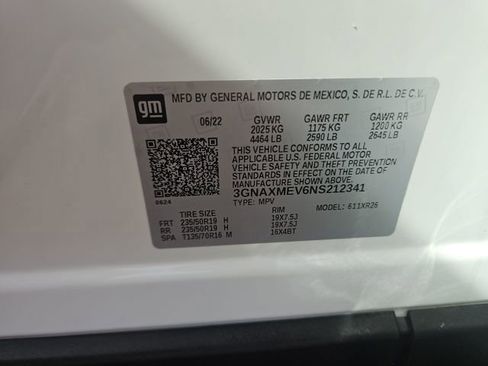 gm
MFD BY GENERAL MOTORS DE MEXICO, S. DE R.L. DE C.V.
06/22 GVWR GAWR FRT GAWR RR
2025 KG 1175 KG 1200 KG
4464 LB 2590 LB 2645 LB
THIS VEHICLE CONFORMS TO ALL
APPLICABLE U.S. FEDERAL MOTOR
VEHICLE SAFETY AND THEFT PREVENTION
STANDARDS IN EFFECT ON THE DATE OF
MANUFACTURE SHOWN ABOVE.
3GNAXMEV6NS212341
0624 TYPE: MPV MODEL: 611XR26
TIRE SIZE RIM
FRT 235/50R19 H 19X7.5J
RR 235/50R19 H 19X7.5J
SPA T135/70R16 M 16X4BT